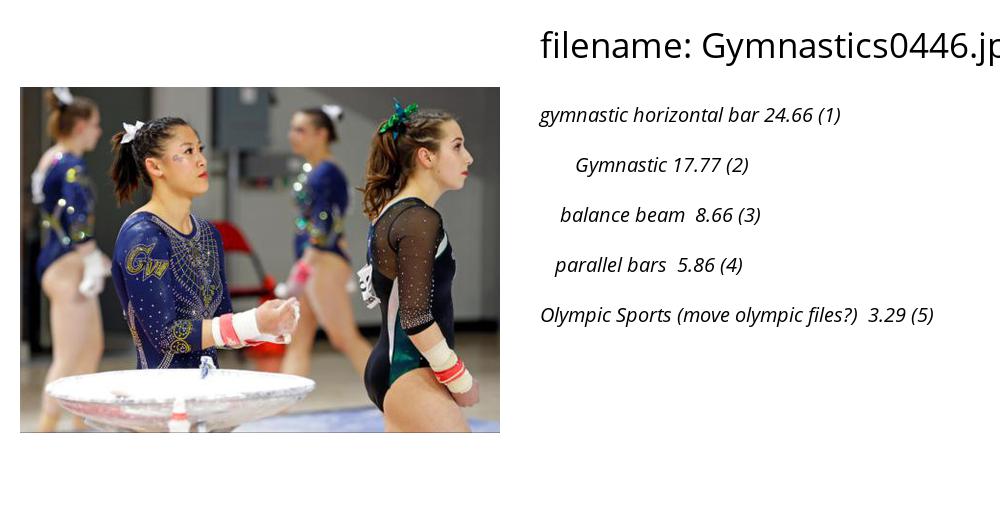 filename: Gymnastics0446.jp
gymnastic horizontal bar 24.66 (1)
Gymnastic 17.77 (2)
balance beam 8.66 (3)
parallel bars 5.86 (4)
Olympic Sports (move olympic files?) 3.29 (5)
GW